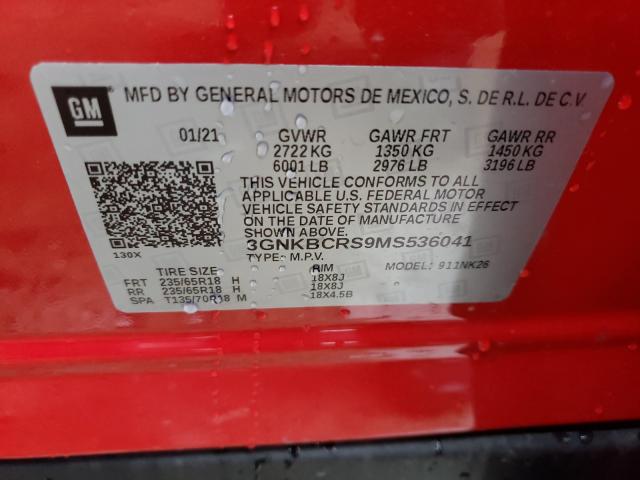 GM
MFD BY GENERAL MOTORS DE MEXICO, S. DE R.L. DE C.V.
01/21 GVWR GAWR FRT GAWR RR
2722 KG 1350 KG 1450 KG
6001 LB 2976 LB 3196 LB
THIS VEHICLE CONFORMS TO ALL
APPLICABLE U.S. FEDERAL MOTOR
VEHICLE SAFETY STANDARDS IN EFFECT
ON THE DATE OF MANUFACTURE
SHOWN ABOVE.
3GNKBCRS9MS536041
130X TYPE: M.P.V. MODEL: 911NK26
TIRE SIZE RIM
FRT 235/65R18 H 18X8J
RR 235/65R18 H 18X8J
SPA T135/70R18 M 18X4.5B